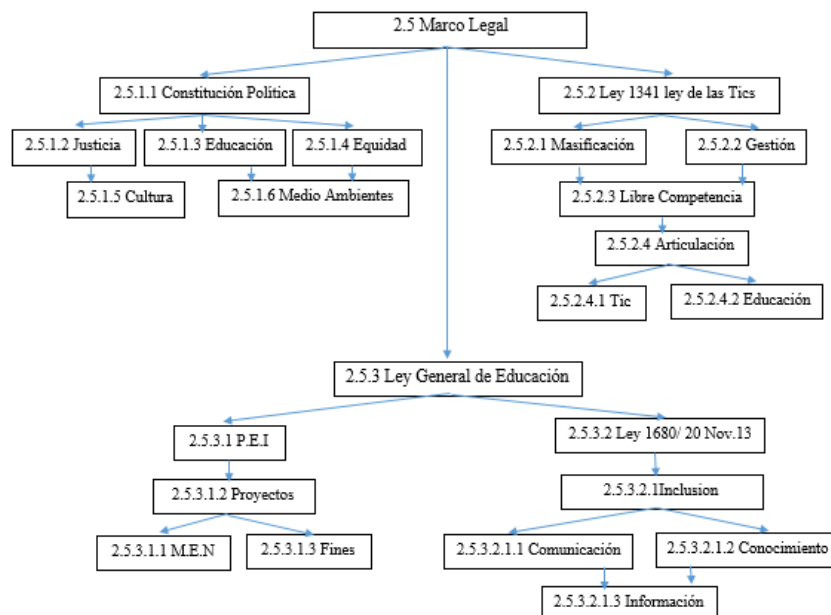 2.5 Marco Legal
2.5.1.1 Constitución Política
2.5.2 Ley 1341 ley de las Tics
2.5.1.2 Justicia
2.5.1.3 Educación
2.5.1.4 Equidad
2.5.2.1 Masificación
2.5.2.2 Gestión
2.5.1.5 Cultura
2.5.1.6 Medio Ambientes
2.5.2.3 Libre Competencia
2.5.2.4 Articulación
2.5.2.4.1 Tic
2.5.2.4.2 Educación
2.5.3 Ley General de Educación
2.5.3.1 P.E.I
2.5.3.2 Ley 1680/ 20 Nov.13
2.5.3.1.2 Proyectos
2.5.3.2.1Inclusion
2.5.3.1.1 M.E.N
2.5.3.1.3 Fines
2.5.3.2.1.1 Comunicación
2.5.3.2.1.2 Conocimiento
2.5.3.2.1.3 Información